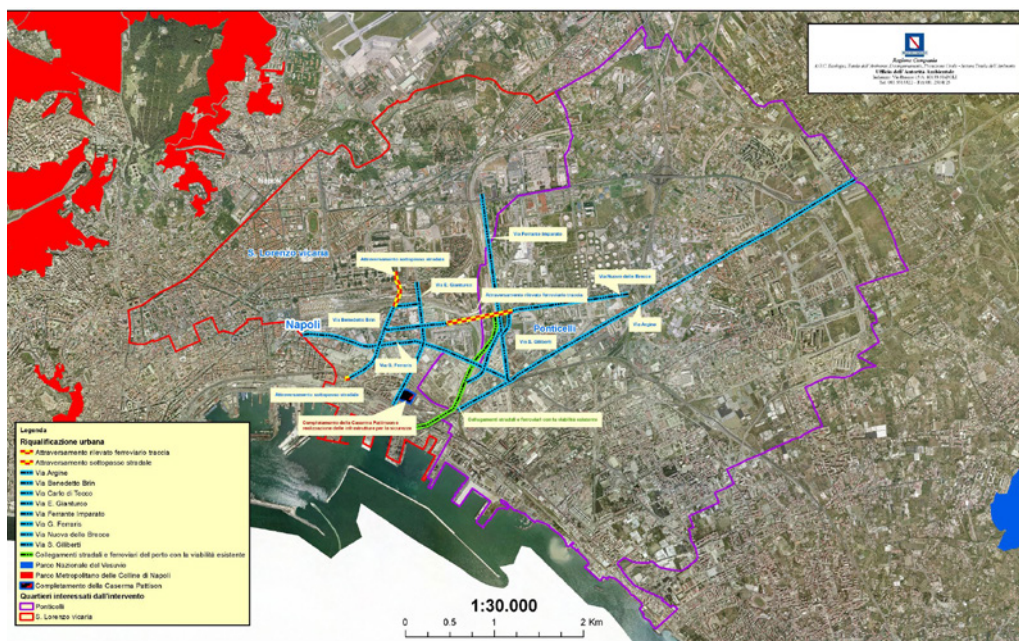 Regione Campania
Ufficio dell'Autorità Ambientale
Napoli
S. Lorenzo vicaria
Via Ferrante Imparato
Attraversamento sottopasso stradale
Via E. Gianturco
Via Nuova delle Brecce
Attraversamento rilevato ferroviario traccia
Via Benedetto Brin
Napoli
Ponticelli
Via Argine
Via S. Giliberti
Via G. Ferraris
Attraversamento sottopasso stradale
Completamento della Caserma Pattison e
Collegamenti stradali e ferroviari con la viabilità esistente
Legenda
Riqualificazione urbana
Attraversamento rilevato ferroviario traccia
Attraversamento sottopasso stradale
Via Argine
Via Benedetto Brin
Via Carlo di Tocco
Via E. Gianturco
Via Ferrante Imparato
Via G. Ferraris
Via Nuova delle Brecce
Via S. Giliberti
Collegamenti stradali e ferroviari del porto con la viabilità esistente
Parco Nazionale del Vesuvio
Parco Metropolitano delle Colline di Napoli
Completamento della Caserma Pattison
Quartieri interessati dall'intervento
Ponticelli
S. Lorenzo vicaria
1:30.000
0 0.5 1 2 Km